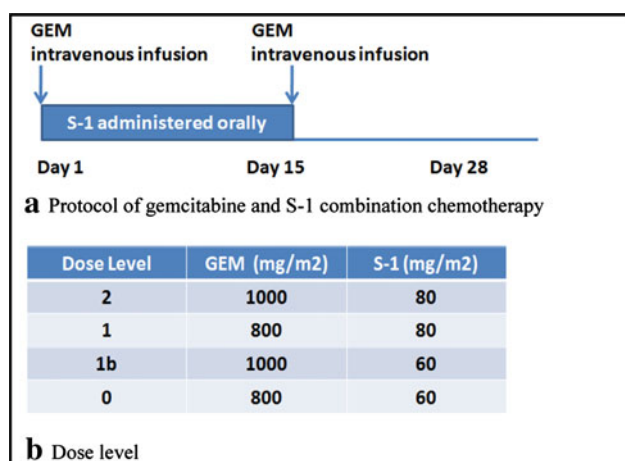 GEM GEM
intravenous infusion intravenous infusion
S-1 administered orally
Day 1 Day 15 Day 28
a Protocol of gemcitabine and S-1 combination chemotherapy
Dose Level GEM (mg/m2) S-1 (mg/m2)
2 1000 80
1 800 80
1b 1000 60
0 800 60
b Dose level